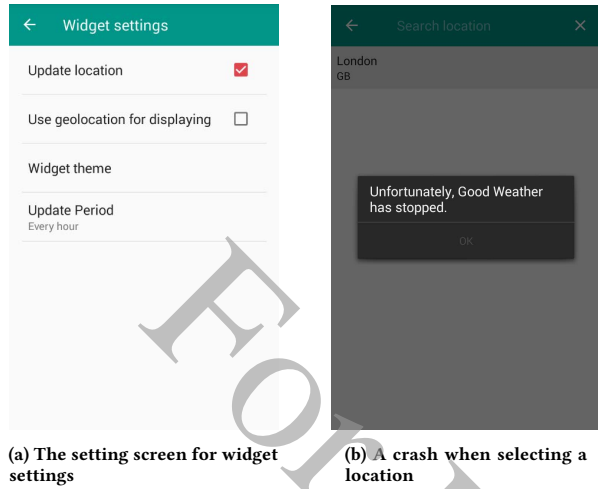 Widget settings
Update location
Use geolocation for displaying
Widget theme
Update Period
Every hour
(a) The setting screen for widget
settings
Search location
London
GB
Unfortunately, Good Weather
has stopped.
OK
(b) A crash when selecting a
location
For